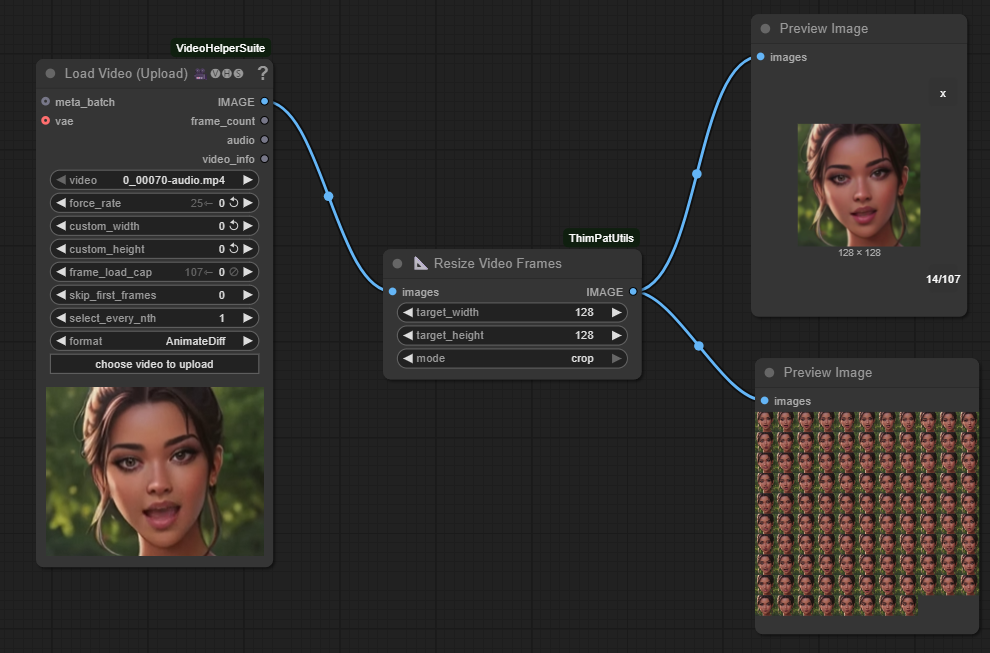 VideoHelperSuite
Load Video (Upload) VHS ?
meta_batch IMAGE
vae frame_count
audio
video_info
video 0_00070-audio.mp4
force_rate 25← 0
custom_width 0
custom_height 0
frame_load_cap 107← 0
skip_first_frames 0
select_every_nth 1
format AnimateDiff
choose video to upload
ThimPatUtils
Resize Video Frames
images IMAGE
target_width 128
target_height 128
mode crop
Preview Image
images
x
128 × 128
14/107
Preview Image
images